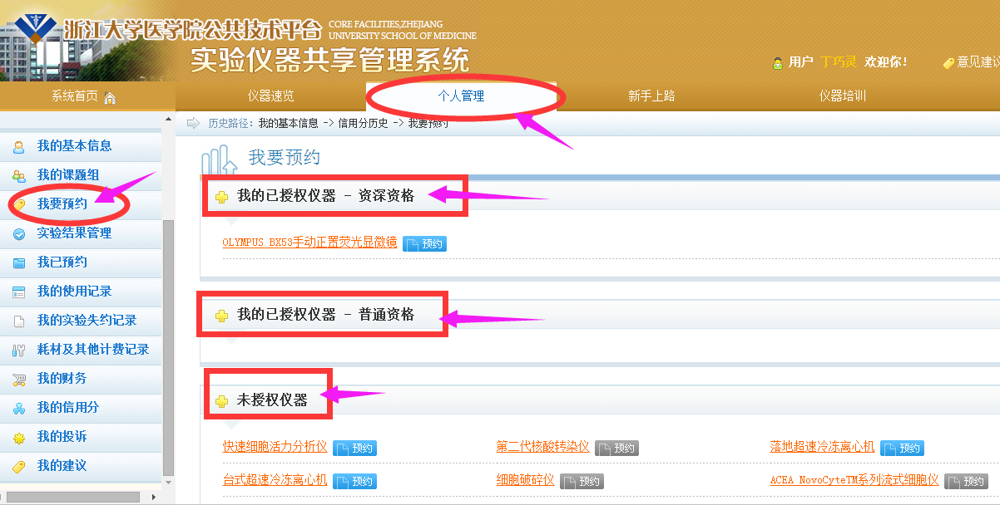 浙江大学医学院公共技术平台 CORE FACILITIES,ZHEJIANG
UNIVERSITY SCHOOL OF MEDICINE
实验仪器共享管理系统
用户 丁巧灵 欢迎你! 意见建议
系统首页 仪器速览 个人管理 新手上路 仪器培训
历史路径: 我的基本信息 -> 信用分历史 -> 我要预约
我的基本信息
我的课题组
我要预约
实验结果管理
我已预约
我的使用记录
我的实验失约记录
耗材及其他计费记录
我的财务
我的信用分
我的投诉
我的建议
我要预约
我的已授权仪器 - 资深资格
OLYMPUS BX53手动正置荧光显微镜 预约
我的已授权仪器 - 普通资格
未授权仪器
快速细胞活力分析仪 预约 第二代核酸转染仪 预约 落地超速冷冻离心机 预约
台式超速冷冻离心机 预约 细胞破碎仪 预约 ACEA NovoCyteTM系列流式细胞仪 预约